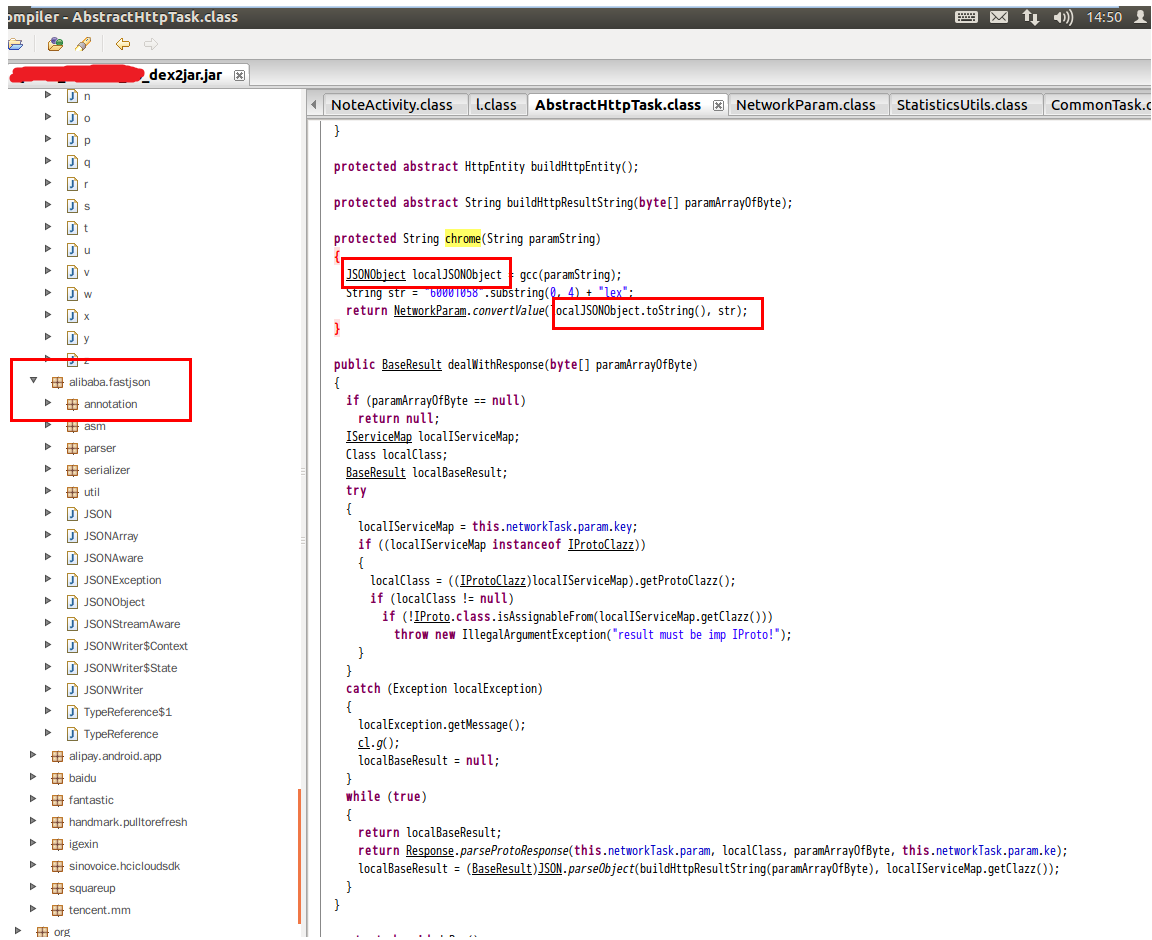 ompiler - AbstractHttpTask.class
14:50
_dex2jar.jar
n
o
p
q
r
s
t
u
v
w
x
y
z
alibaba.fastjson
annotation
asm
parser
serializer
util
JSON
JSONArray
JSONAware
JSONException
JSONObject
JSONStreamAware
JSONWriter$Context
JSONWriter$State
JSONWriter
TypeReference$1
TypeReference
alipay.android.app
baidu
fantastic
handmark.pulltorefresh
igexin
sinovoice.hcicloudsdk
squareup
tencent.mm
org
NoteActivity.class l.class AbstractHttpTask.class NetworkParam.class StatisticsUtils.class CommonTask.c
}
protected abstract HttpEntity buildHttpEntity();
protected abstract String buildHttpResultString(byte[] paramArrayOfByte);
protected String chrome(String paramString)
{
JSONObject localJSONObject = gcc(paramString);
String str = "60001058".substring(0, 4) + "lex";
return NetworkParam.convertValue(localJSONObject.toString(), str);
}
public BaseResult dealWithResponse(byte[] paramArrayOfByte)
{
if (paramArrayOfByte == null)
return null;
IServiceMap localIServiceMap;
Class localClass;
BaseResult localBaseResult;
try
{
localIServiceMap = this.networkTask.param.key;
if ((localIServiceMap instanceof IProtoClazz))
{
localClass = ((IProtoClazz)localIServiceMap).getProtoClazz();
if (localClass != null)
if (!IProto.class.isAssignableFrom(localIServiceMap.getClazz()))
throw new IllegalArgumentException("result must be imp IProto!");
}
}
catch (Exception localException)
{
localException.getMessage();
cl.g();
localBaseResult = null;
}
while (true)
{
return localBaseResult;
return Response.parseProtoResponse(this.networkTask.param, localClass, paramArrayOfByte, this.networkTask.param.ke);
localBaseResult = (BaseResult)JSON.parseObject(buildHttpResultString(paramArrayOfByte), localIServiceMap.getClazz());
}
}